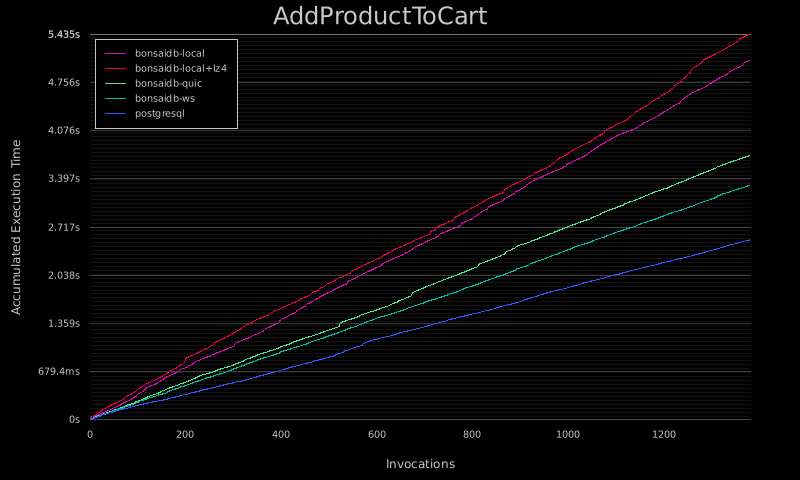 AddProductToCart
5.435s
4.756s
4.076s
3.397s
2.717s
2.038s
1.359s
679.4ms
0s
Accumulated Execution Time
bonsaidb-local
bonsaidb-local+lz4
bonsaidb-quic
bonsaidb-ws
postgresql
0 200 400 600 800 1000 1200
Invocations